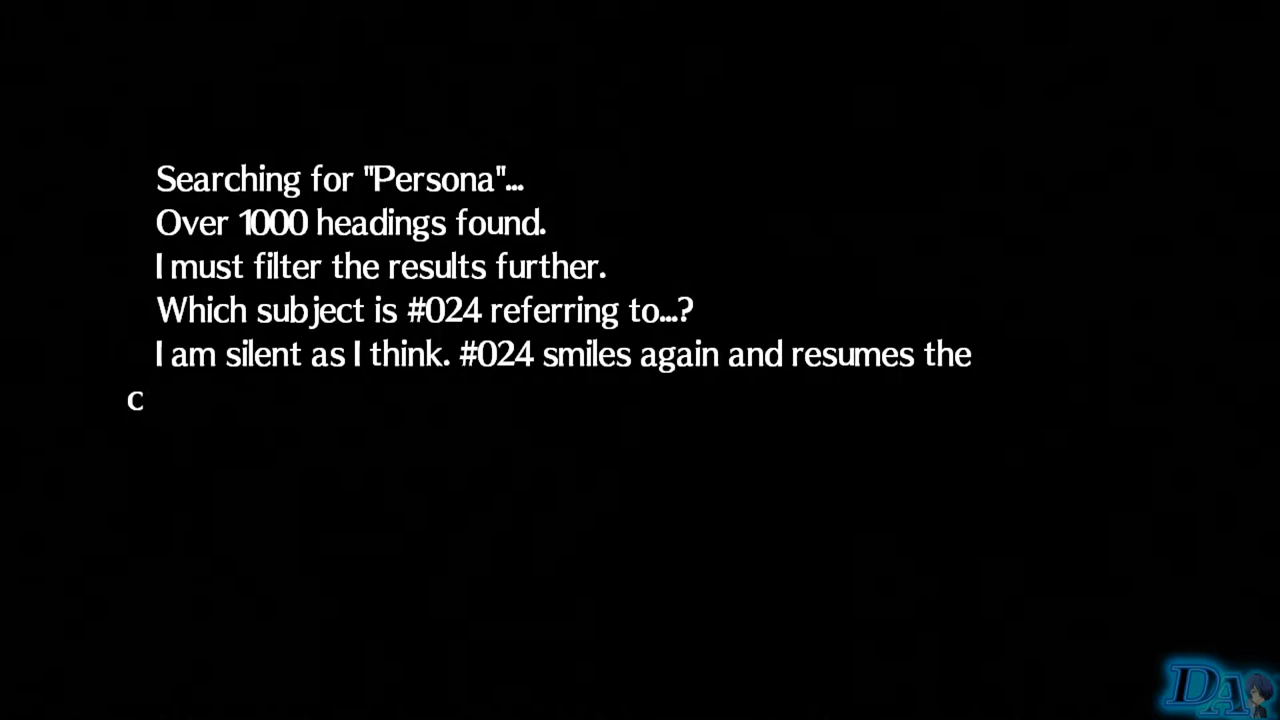 Searching for "Persona"...
Over 1000 headings found.
I must filter the results further.
Which subject is #024 referring to...?
I am silent as I think. #024 smiles again and resumes the
c
DA